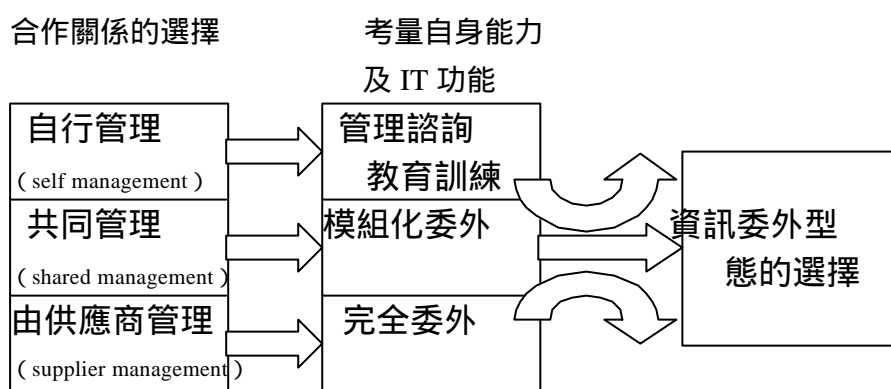 合作關係的選擇
考量自身能力
及 IT 功能
自行管理
（self management）
管理諮詢
教育訓練
共同管理
（shared management）
模組化委外
由供應商管理
（supplier management）
完全委外
資訊委外型
態的選擇